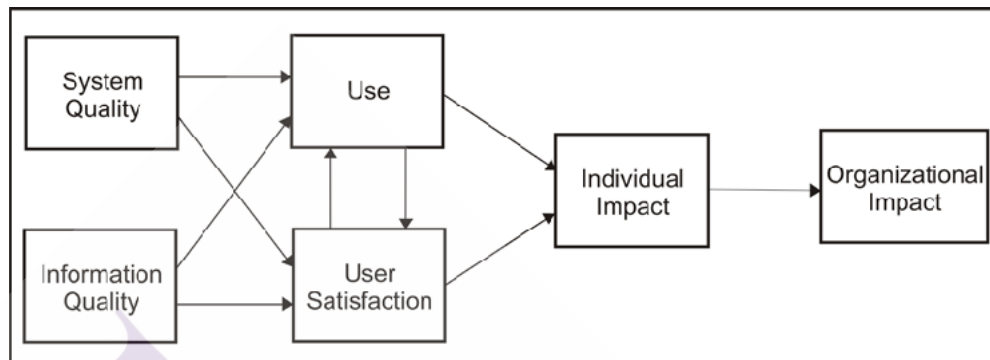 System
Quality
Use
Individual
Impact
Organizational
Impact
Information
Quality
User
Satisfaction